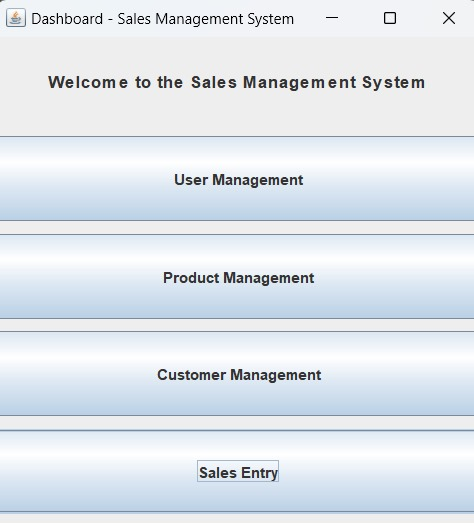 Dashboard - Sales Management System
Welcome to the Sales Management System
User Management
Product Management
Customer Management
Sales Entry